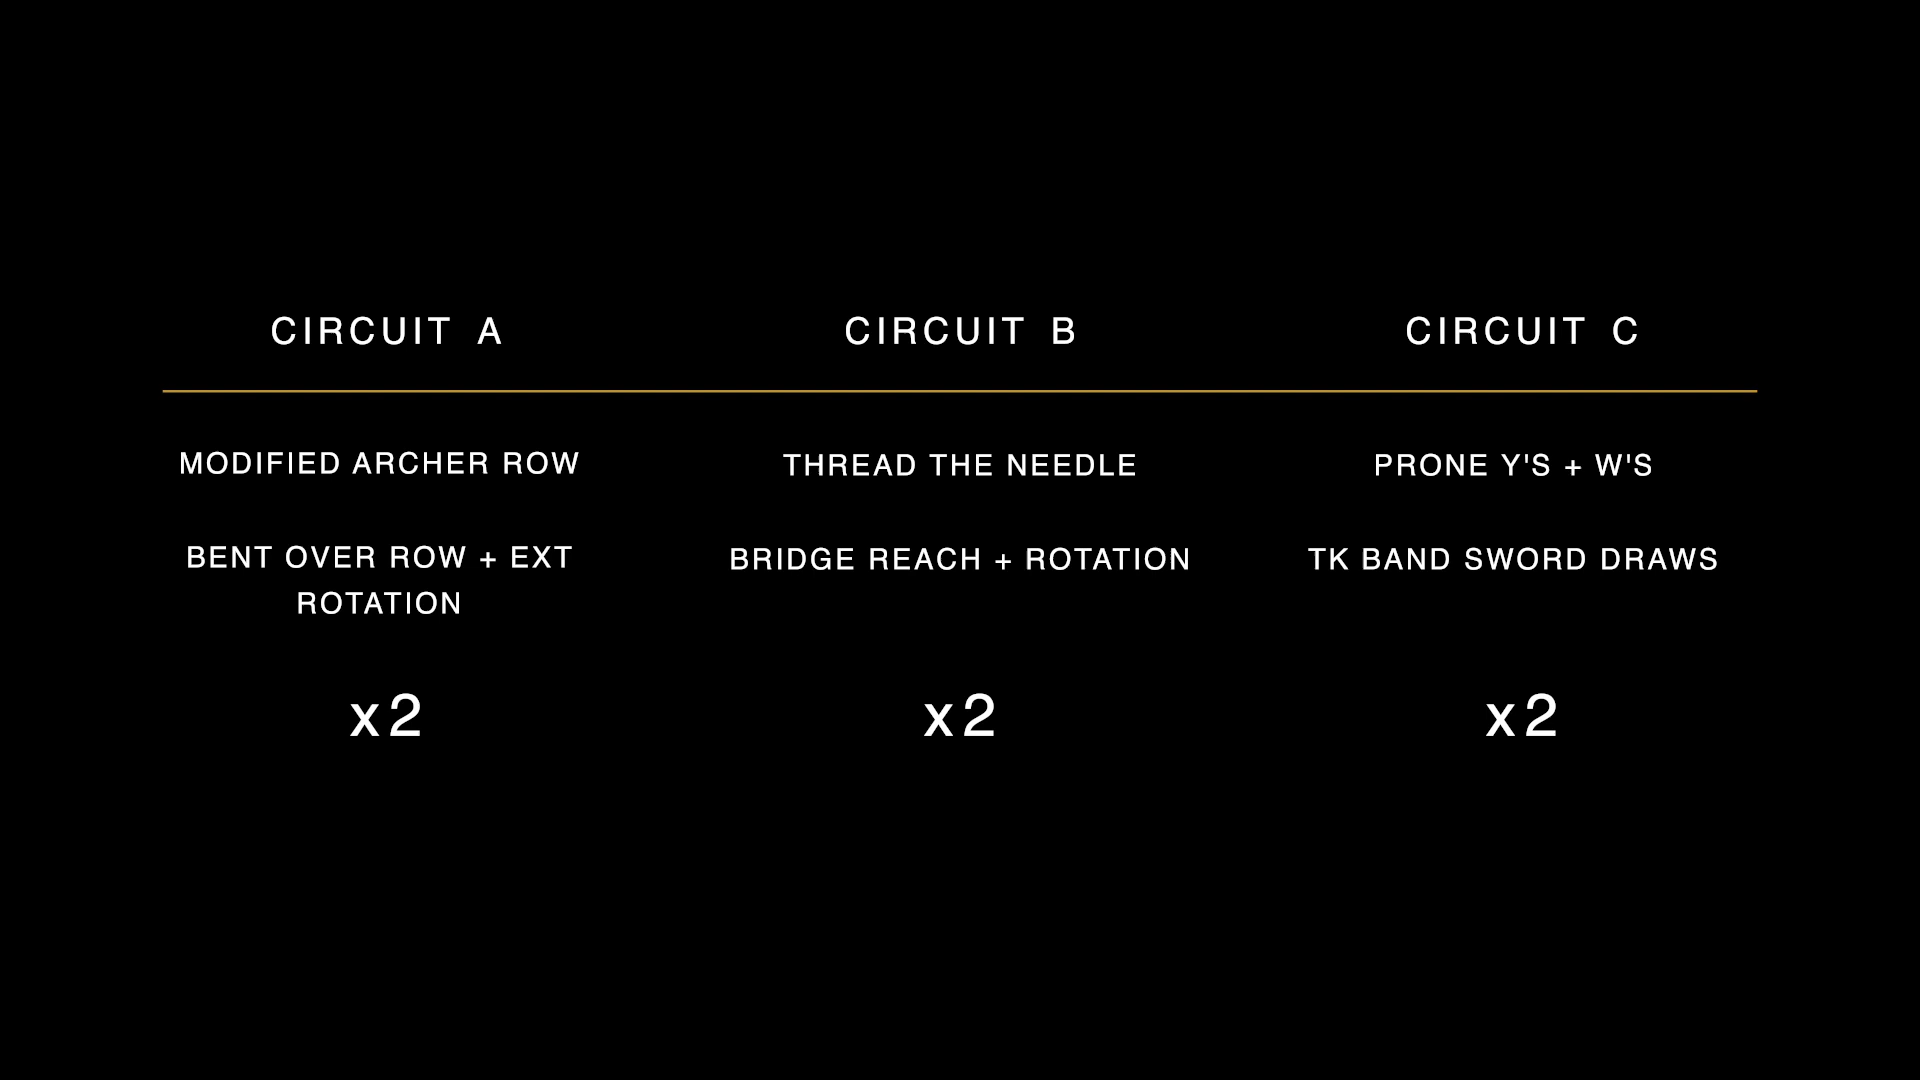 CIRCUIT A
MODIFIED ARCHER ROW
BENT OVER ROW + EXT
ROTATION
x2
CIRCUIT B
THREAD THE NEEDLE
BRIDGE REACH + ROTATION
x2
CIRCUIT C
PRONE Y'S + W'S
TK BAND SWORD DRAWS
x2